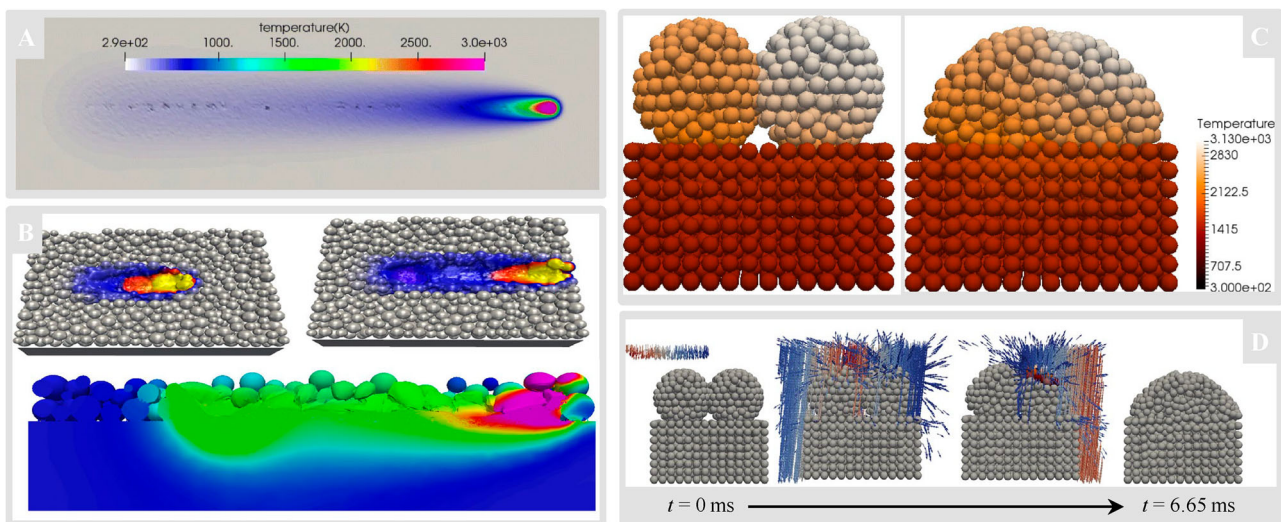 A
temperature(K)
2.9e+02 1000. 1500. 2000. 2500. 3.0e+03
B
C
Temperature
3.130e+03
2830
2122.5
1415
707.5
3.000e+02
D
t = 0 ms
t = 6.65 ms